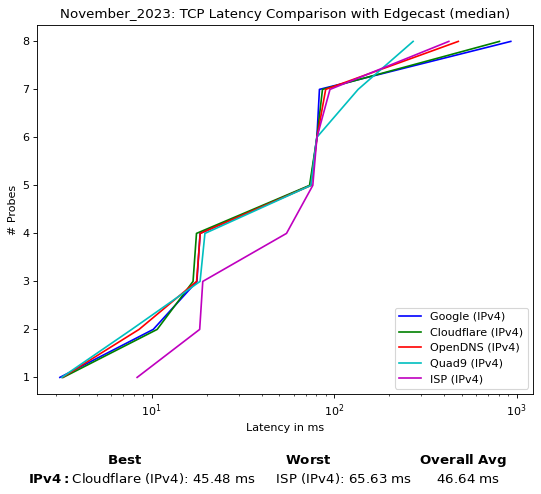 November_2023: TCP Latency Comparison with Edgecast (median)
8
7
6
5
4
3
2
1
# Probes
Google (IPv4)
Cloudflare (IPv4)
OpenDNS (IPv4)
Quad9 (IPv4)
ISP (IPv4)
10¹ 10² 10³
Latency in ms
Best Worst Overall Avg
IPv4: Cloudflare (IPv4): 45.48 ms ISP (IPv4): 65.63 ms 46.64 ms